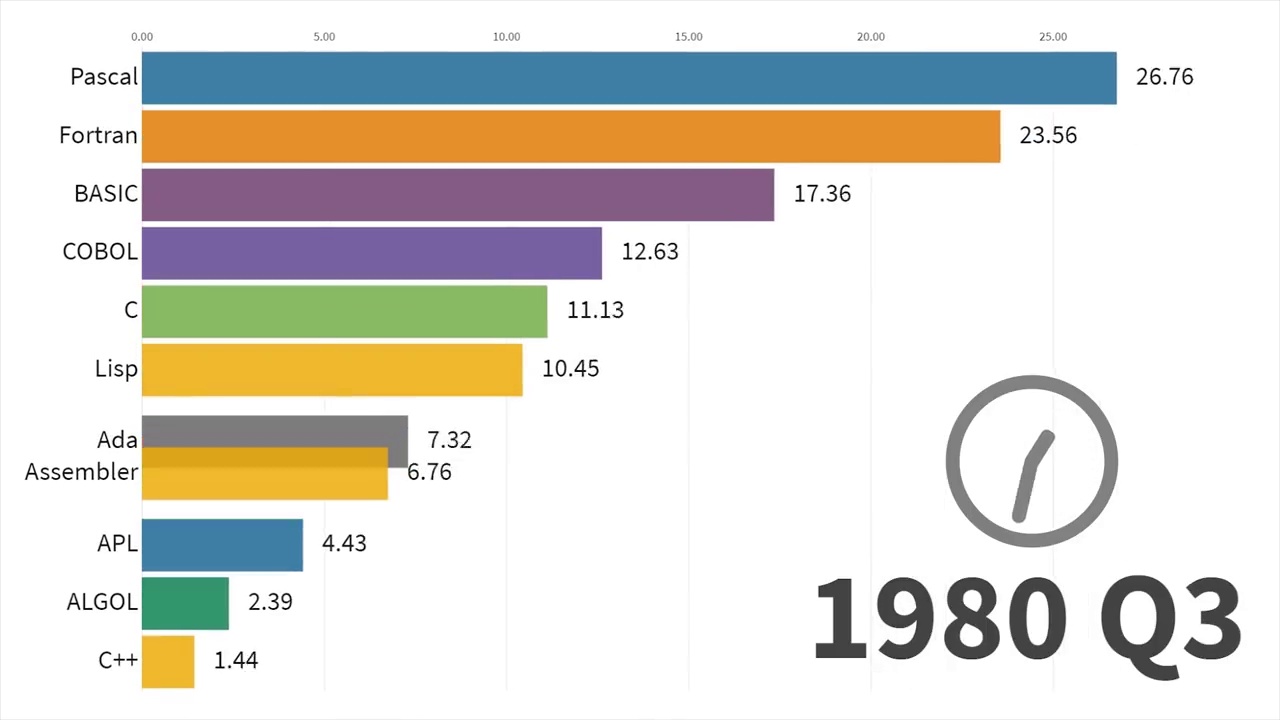 0.00 5.00 10.00 15.00 20.00 25.00
Pascal 26.76
Fortran 23.56
BASIC 17.36
COBOL 12.63
C 11.13
Lisp 10.45
Ada 7.32
Assembler 6.76
APL 4.43
ALGOL 2.39
C++ 1.44
1980 Q3